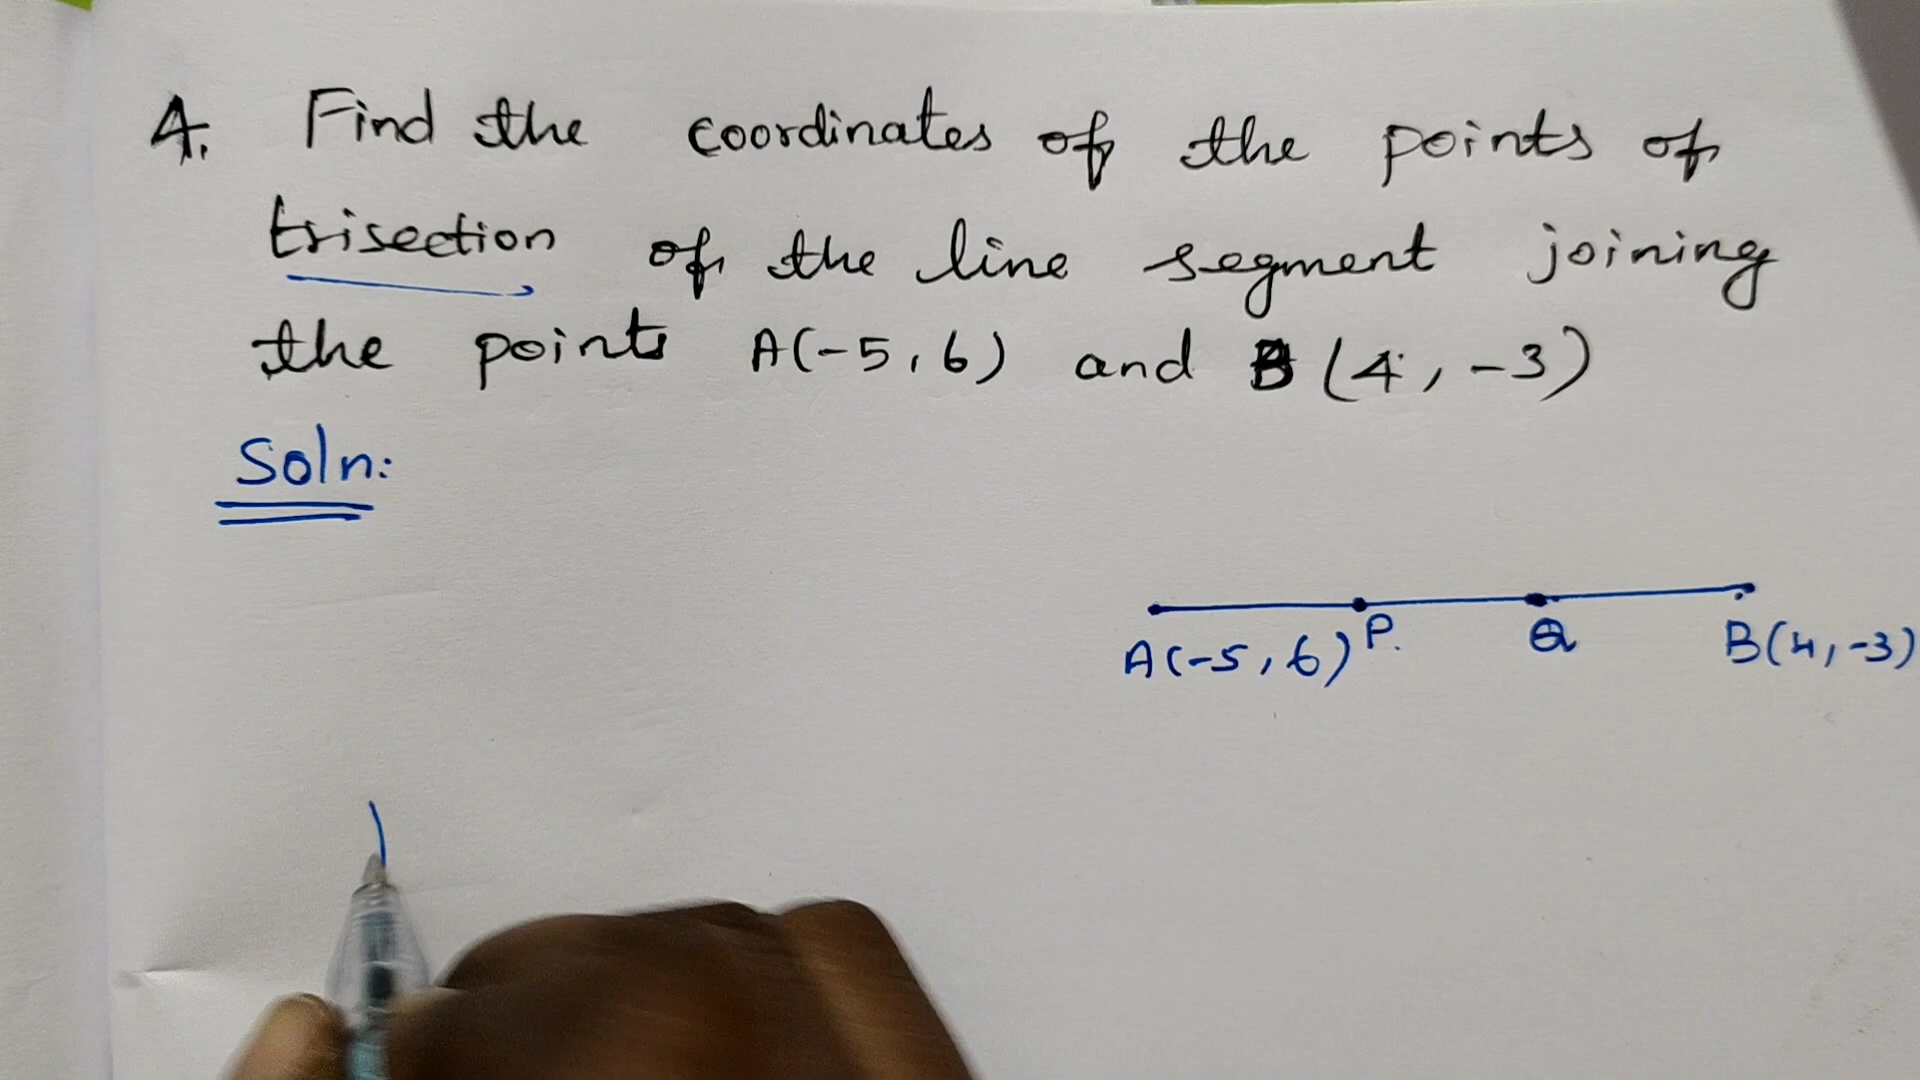 4. Find the coordinates of the points of
trisection of the line segment joining
the points A(-5,6) and B(4,-3)
Soln:
A(-5,6) P. Q B(4,-3)